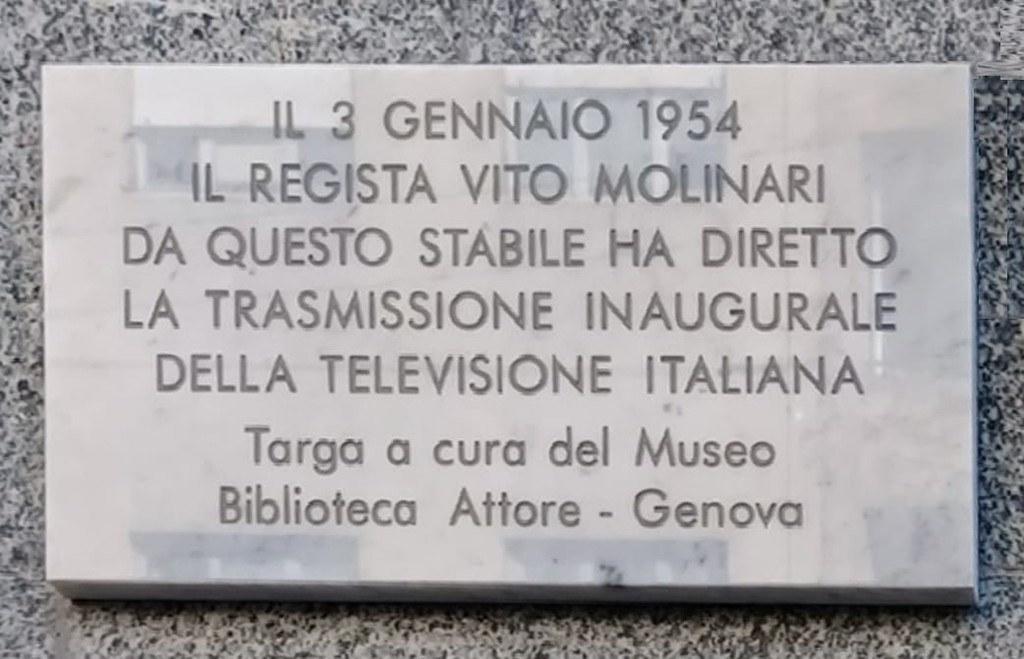 IL 3 GENNAIO 1954
IL REGISTA VITO MOLINARI
DA QUESTO STABILE HA DIRETTO
LA TRASMISSIONE INAUGURALE
DELLA TELEVISIONE ITALIANA
Targa a cura del Museo
Biblioteca Attore - Genova